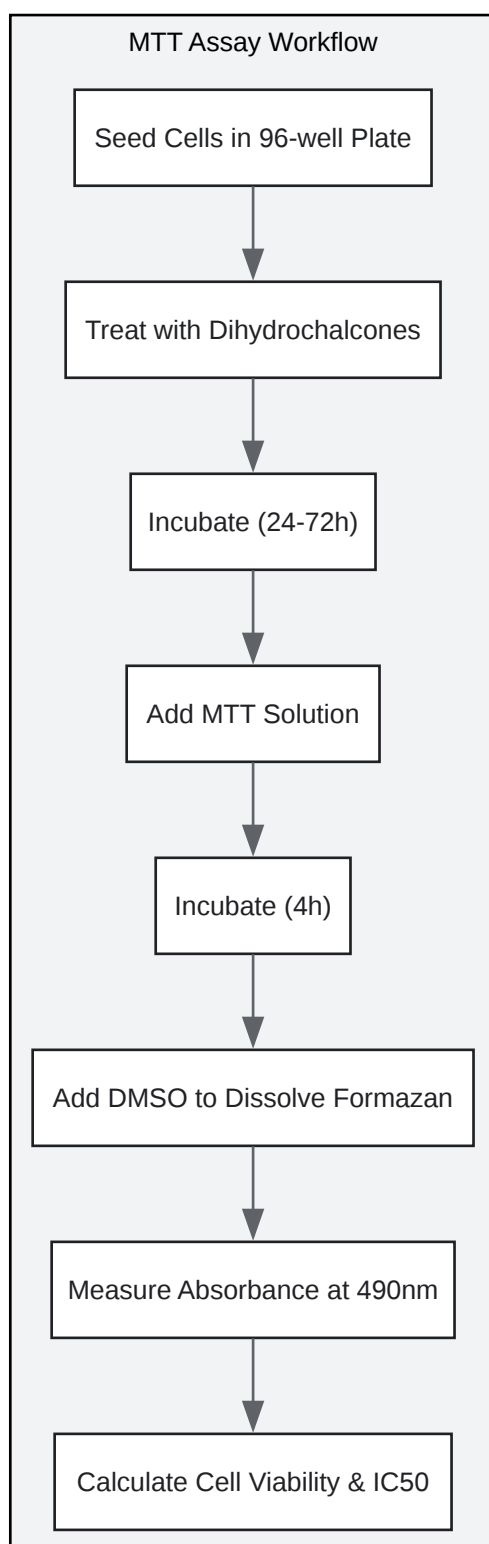 MTT Assay Workflow
Seed Cells in 96-well Plate
Treat with Dihydrochalcones
Incubate (24-72h)
Add MTT Solution
Incubate (4h)
Add DMSO to Dissolve Formazan
Measure Absorbance at 490nm
Calculate Cell Viability & IC50